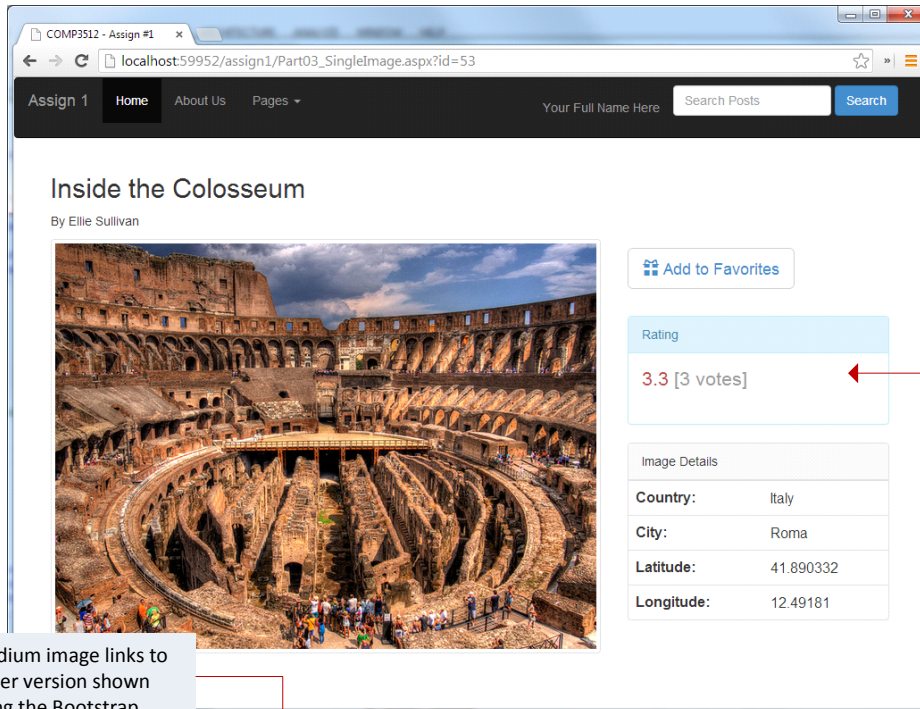 COMP3512 - Assign #1
localhost:59952/assign1/Part03_SingleImage.aspx?id=53
Assign 1 Home About Us Pages Your Full Name Here Search Posts Search
Inside the Colosseum
By Ellie Sullivan
Add to Favorites
Rating
3.3 [3 votes]
Image Details
Country: Italy
City: Roma
Latitude: 41.890332
Longitude: 12.49181
dium image links to
er version shown
g the Bootstrap